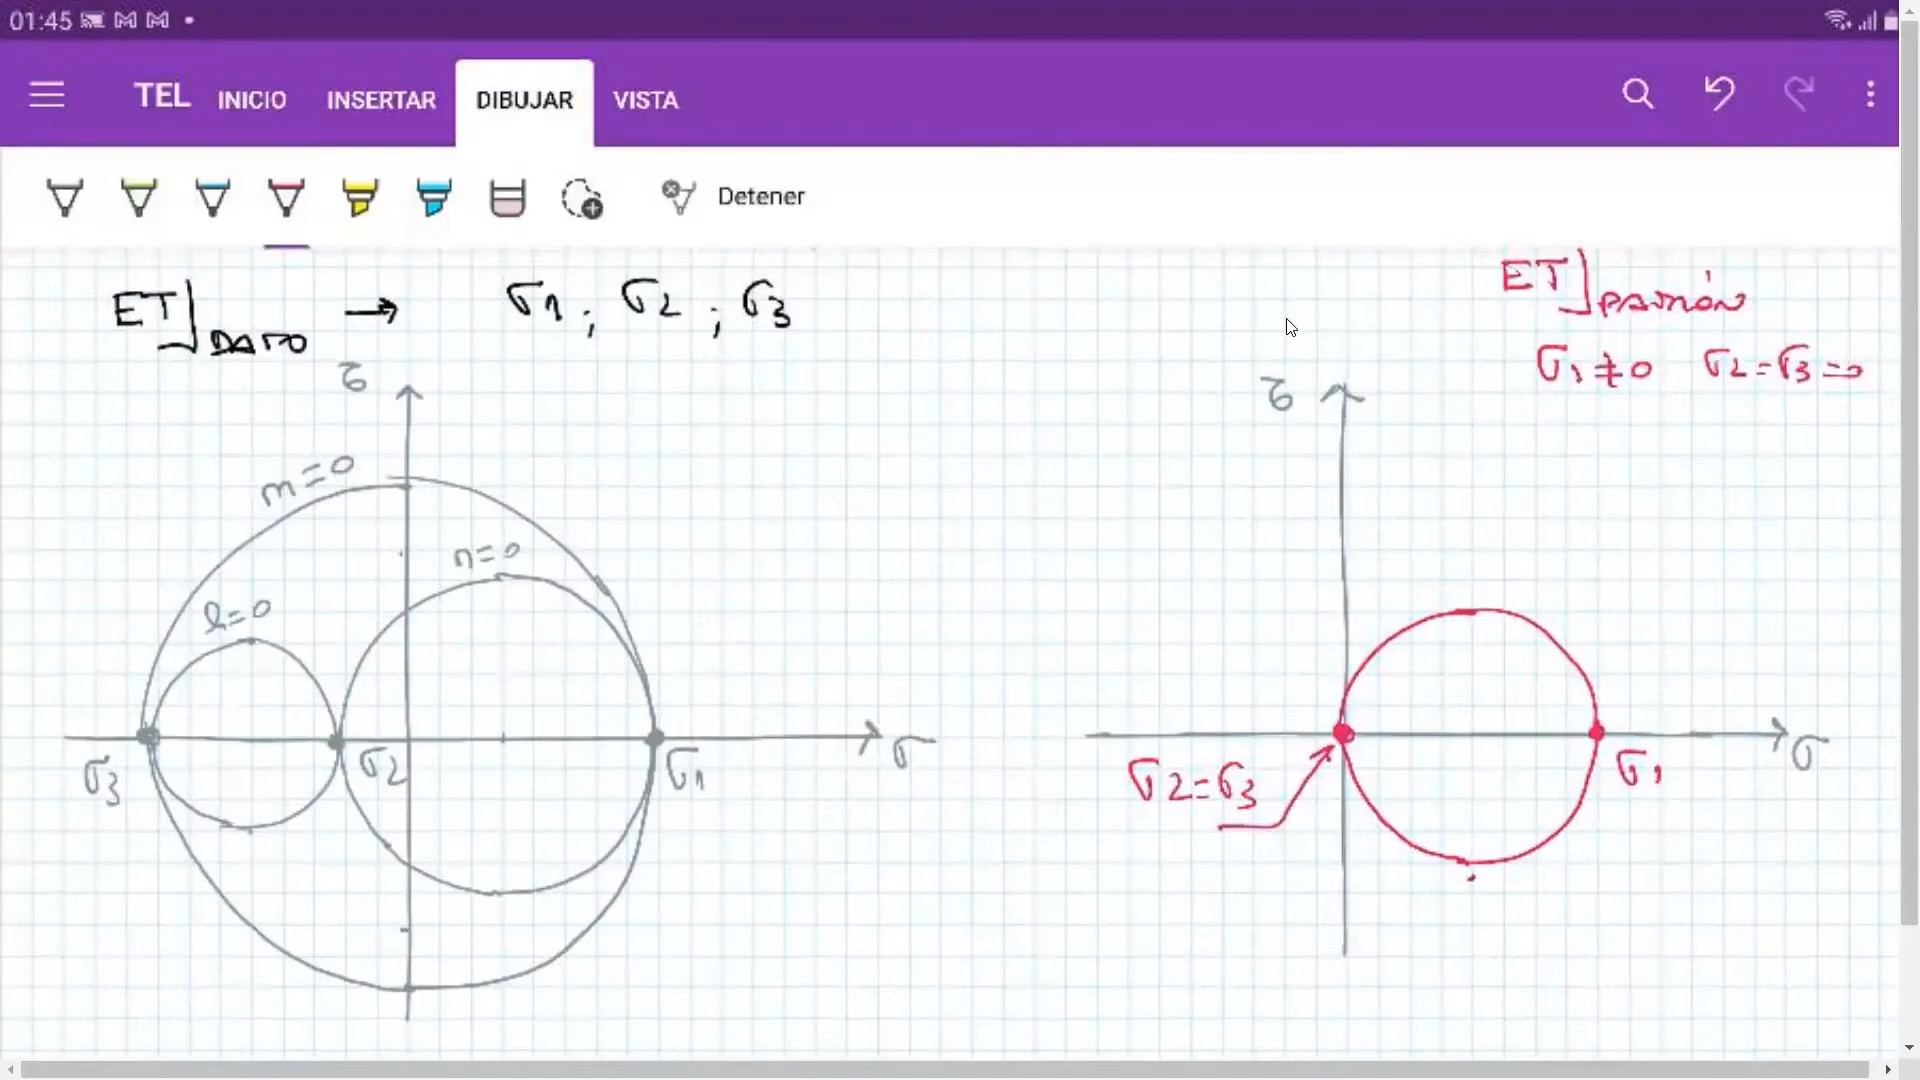 01:45
TEL INICIO INSERTAR DIBUJAR VISTA
Detener
ET]DATO → σ1 ; σ2 ; σ3
ET]PATRÓN
σ1 ≠ 0 σ2 = σ3 = 0
τ
m=0
n=0
l=0
σ3
σ2
σ1
σ
τ
σ2=σ3
σ1
σ